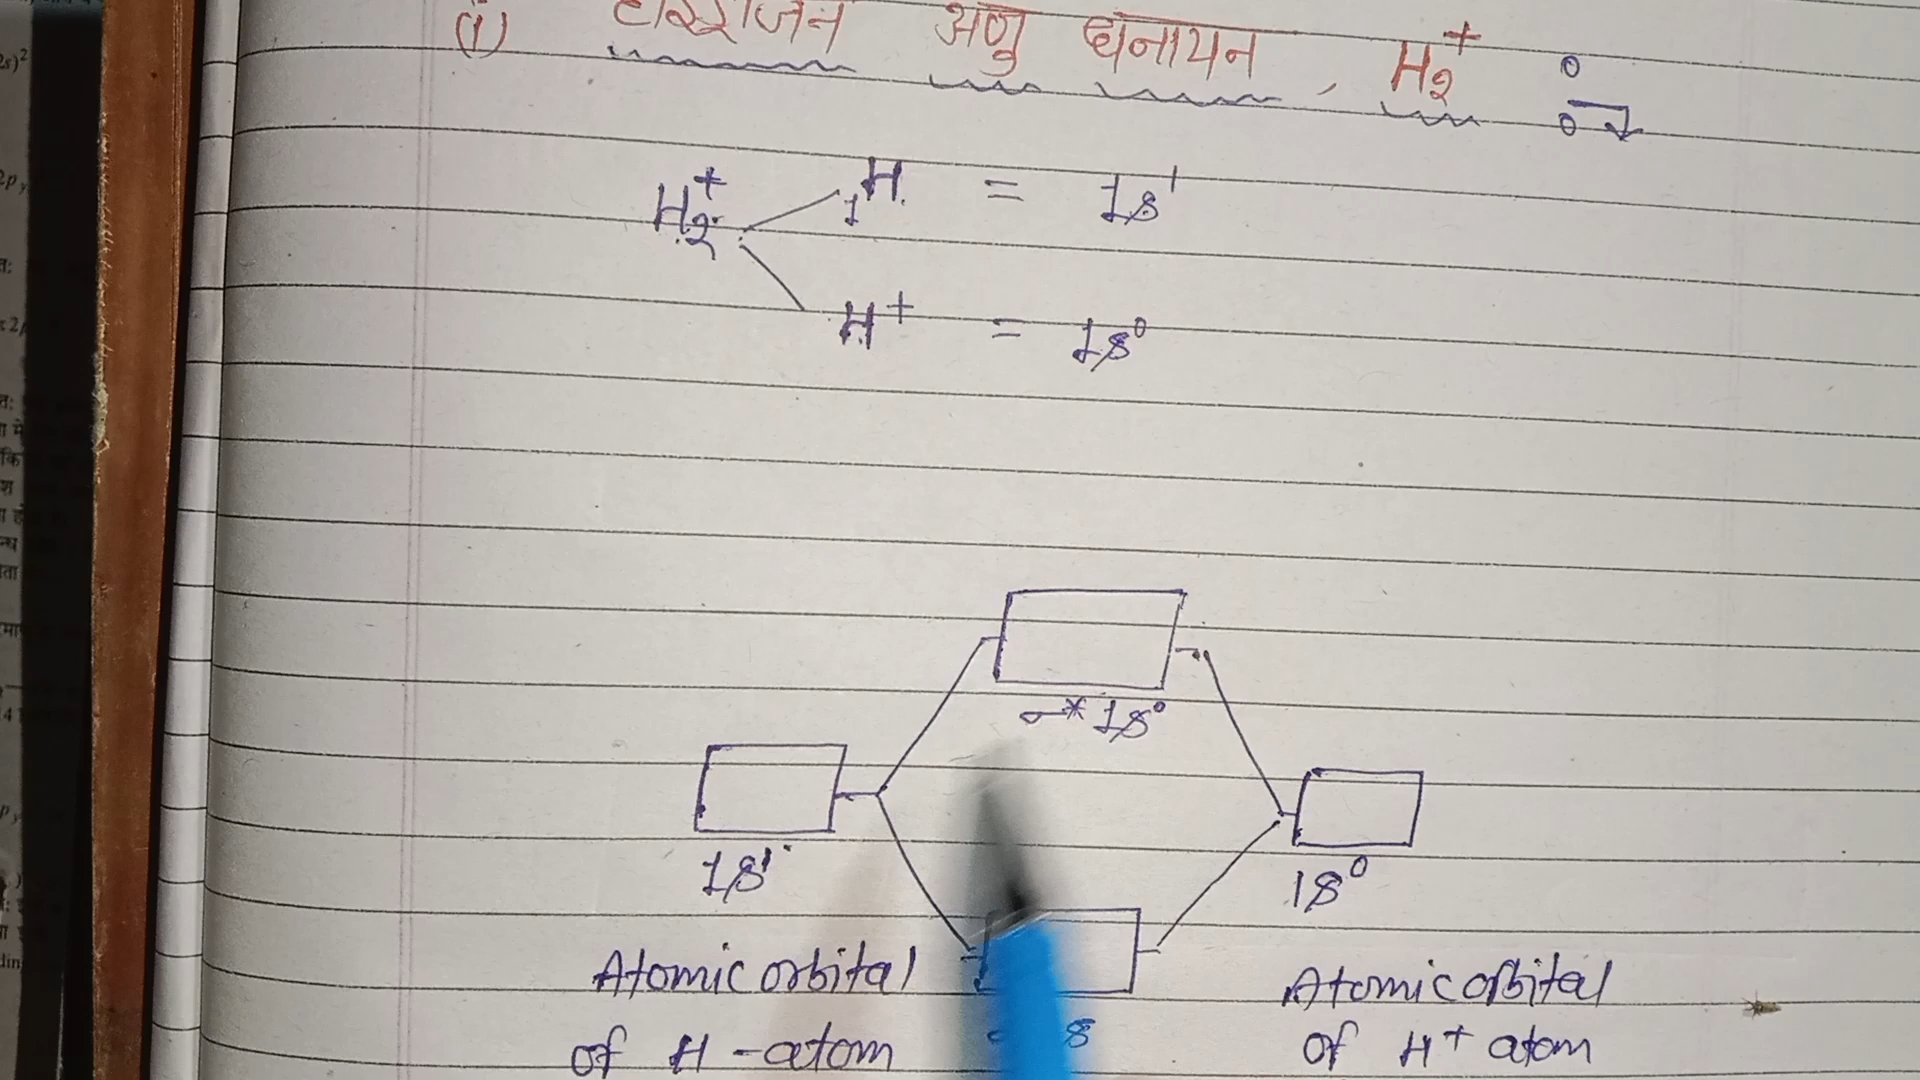 (i) हाइड्रोजन अणु धनायन, H₂⁺ :→
H₂⁺ ₁H = 1s¹
H⁺ = 1s⁰
σ* 1s⁰
1s¹
1s⁰
Atomic orbital
of H-atom
Atomic orbital
of H⁺ atom